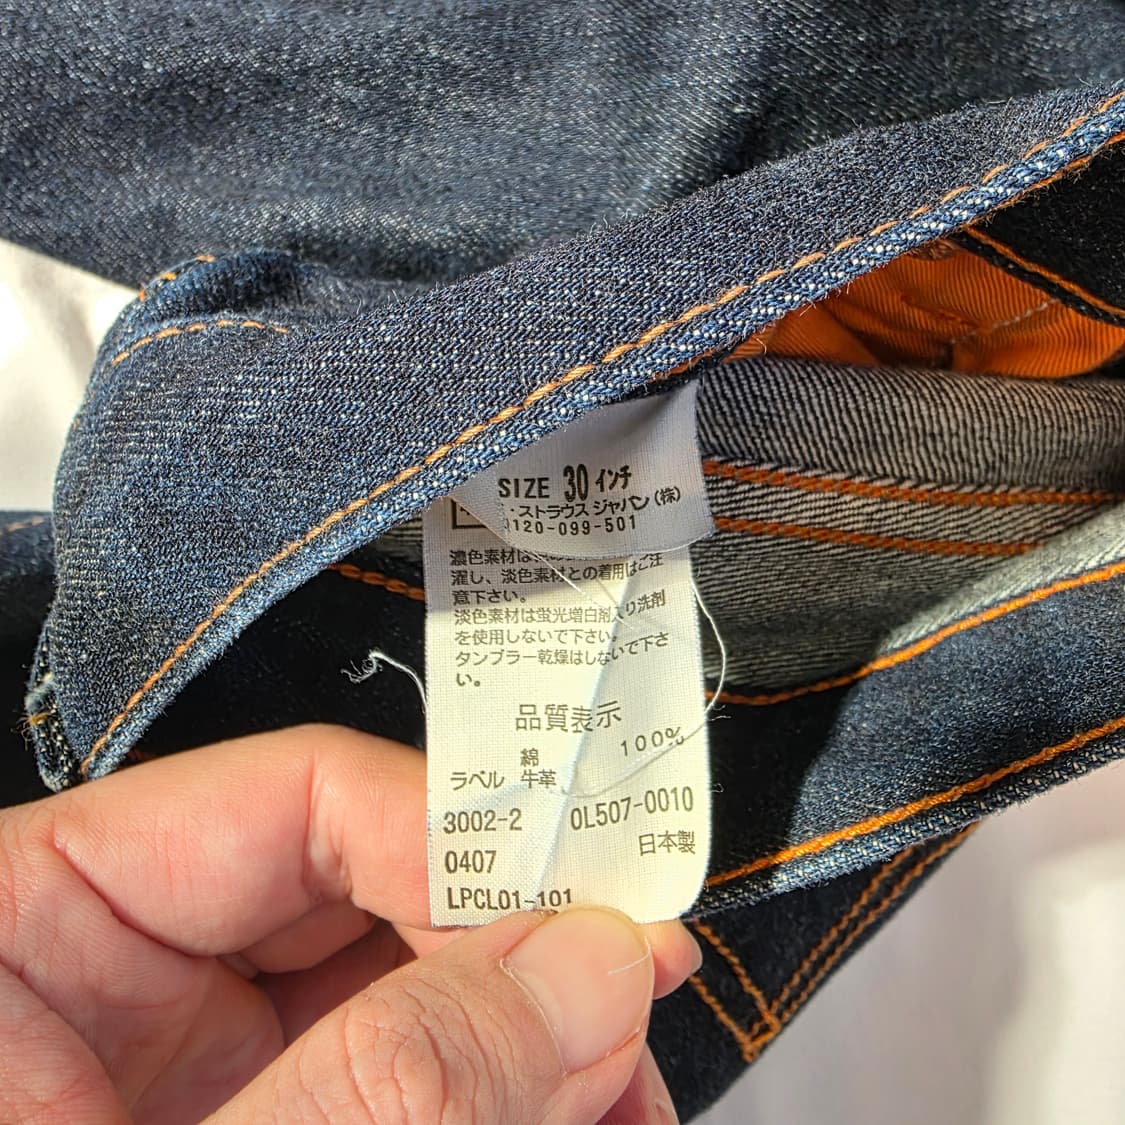 SIZE 30 インチ
・ストラウス ジャパン(株)
0120-099-501
濃色素材は
濯し、淡色素材との着用はご注
意下さい。
淡色素材は蛍光増白剤入り洗剤
を使用しないで下さい。
タンブラー乾燥はしないで下さ
い。
品質表示
綿 100%
ラベル 牛革
3002-2 0L507-0010
0407 日本製
LPCL01-101